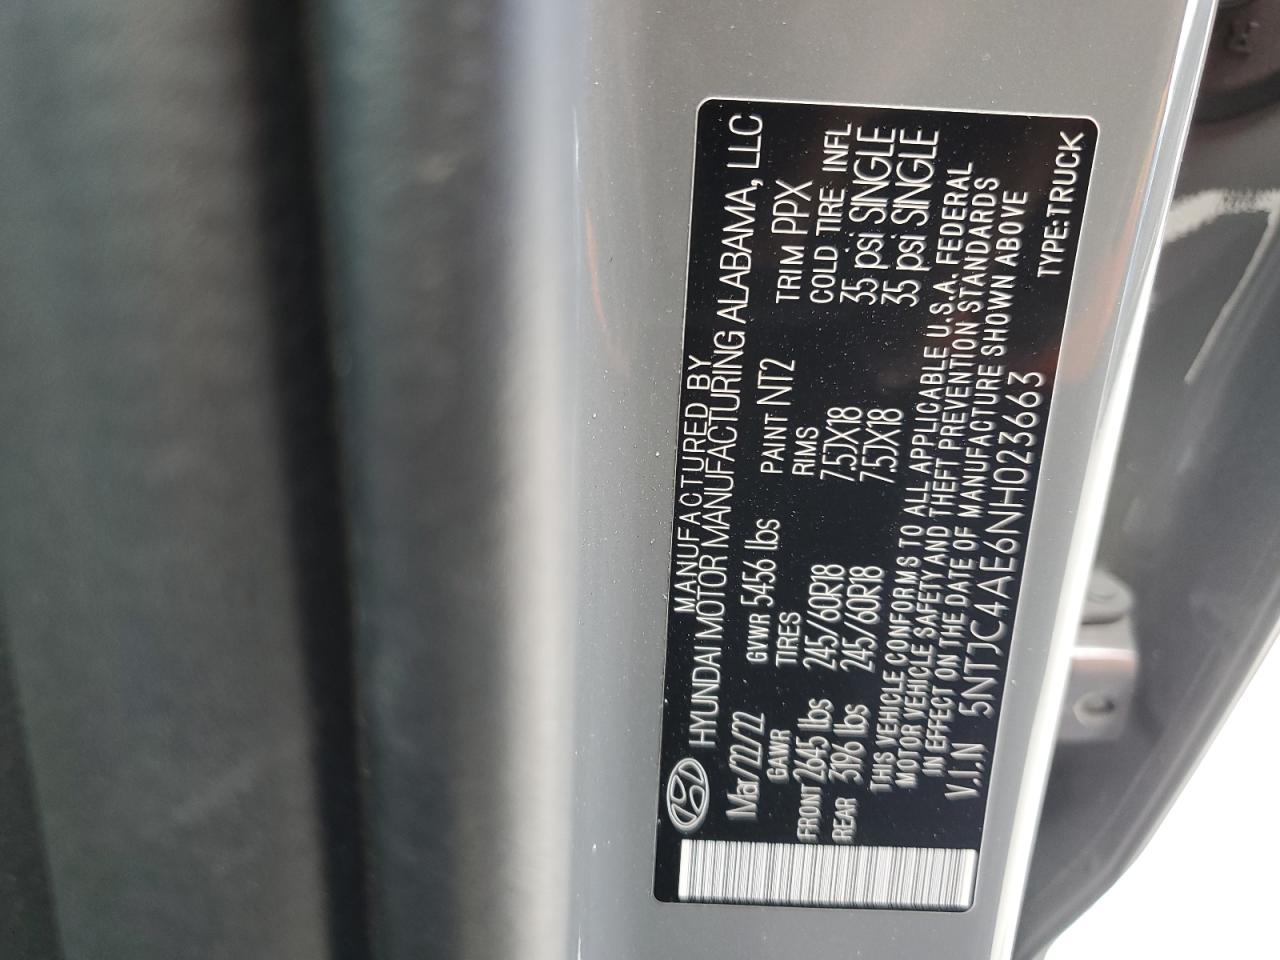 MANUFACTURED BY
HYUNDAI MOTOR MANUFACTURING ALABAMA, LLC
Mar/22/22 GVWR 5456 lbs PAINT NT2 TRIM PPX
GAWR TIRES RIMS COLD TIRE INFL
FRONT 2645 lbs 245/60R18 7.5JX18 35 psi SINGLE
REAR 3196 lbs 245/60R18 7.5JX18 35 psi SINGLE
THIS VEHICLE CONFORMS TO ALL APPLICABLE U.S.A. FEDERAL
MOTOR VEHICLE SAFETY AND THEFT PREVENTION STANDARDS
IN EFFECT ON THE DATE OF MANUFACTURE SHOWN ABOVE
V.I.N 5NTJC4AE6NH023663 TYPE:TRUCK